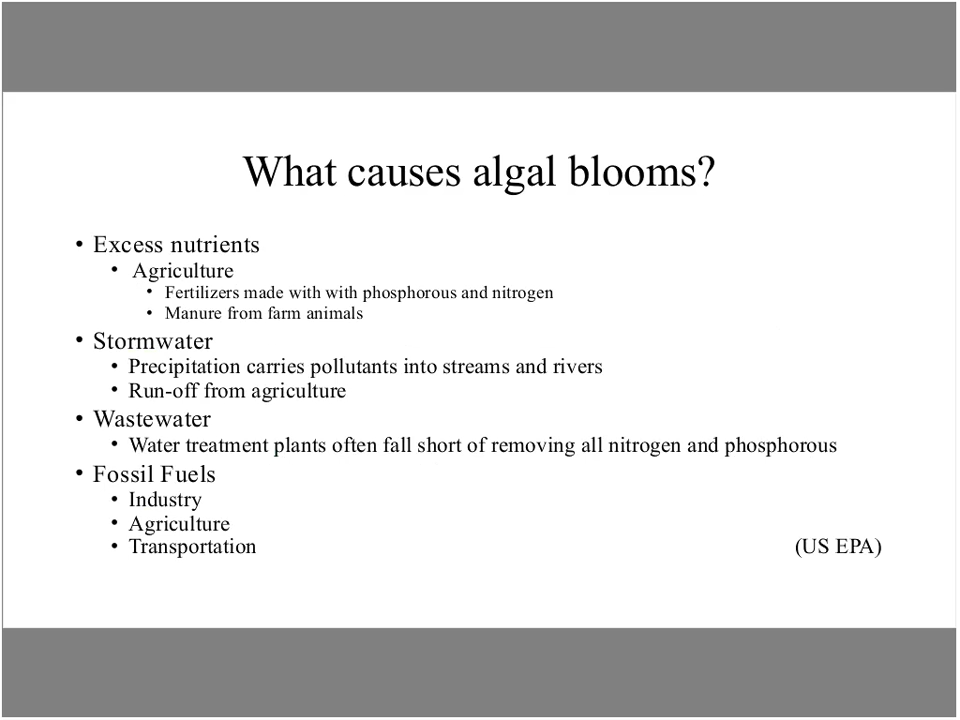 What causes algal blooms?
• Excess nutrients
• Agriculture
• Fertilizers made with with phosphorous and nitrogen
• Manure from farm animals
• Stormwater
• Precipitation carries pollutants into streams and rivers
• Run-off from agriculture
• Wastewater
• Water treatment plants often fall short of removing all nitrogen and phosphorous
• Fossil Fuels
• Industry
• Agriculture
• Transportation (US EPA)